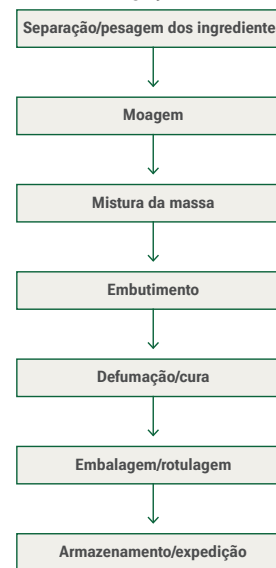 Separação/pesagem dos ingrediente
Moagem
Mistura da massa
Embutimento
Defumação/cura
Embalagem/rotulagem
Armazenamento/expedição